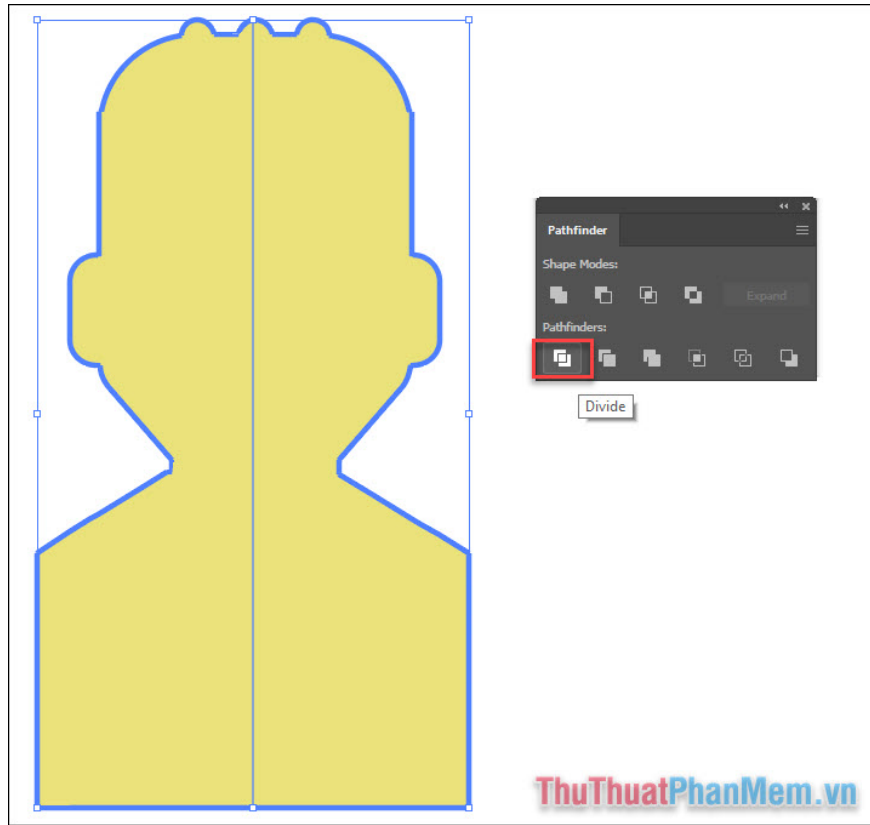 Pathfinder
Shape Modes:
Expand
Pathfinders:
Divide
ThuThuatPhanMem.vn